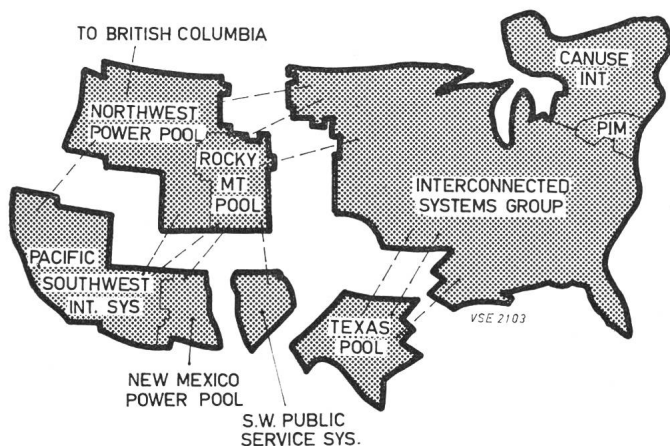 TO BRITISH COLUMBIA
NORTHWEST
POWER POOL
ROCKY
MT.
POOL
CANUSE
INT.
PIM
INTERCONNECTED
SYSTEMS GROUP
PACIFIC
SOUTHWEST
INT. SYS
TEXAS
POOL
VSE 2103
NEW MEXICO
POWER POOL
S.W. PUBLIC
SERVICE SYS.